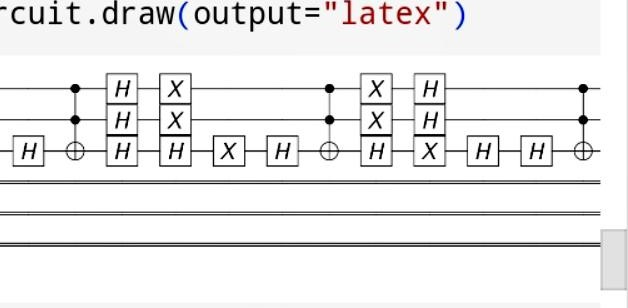 rcuit.draw(output="latex")
H X X H
H X X H
H H H X H H X H H